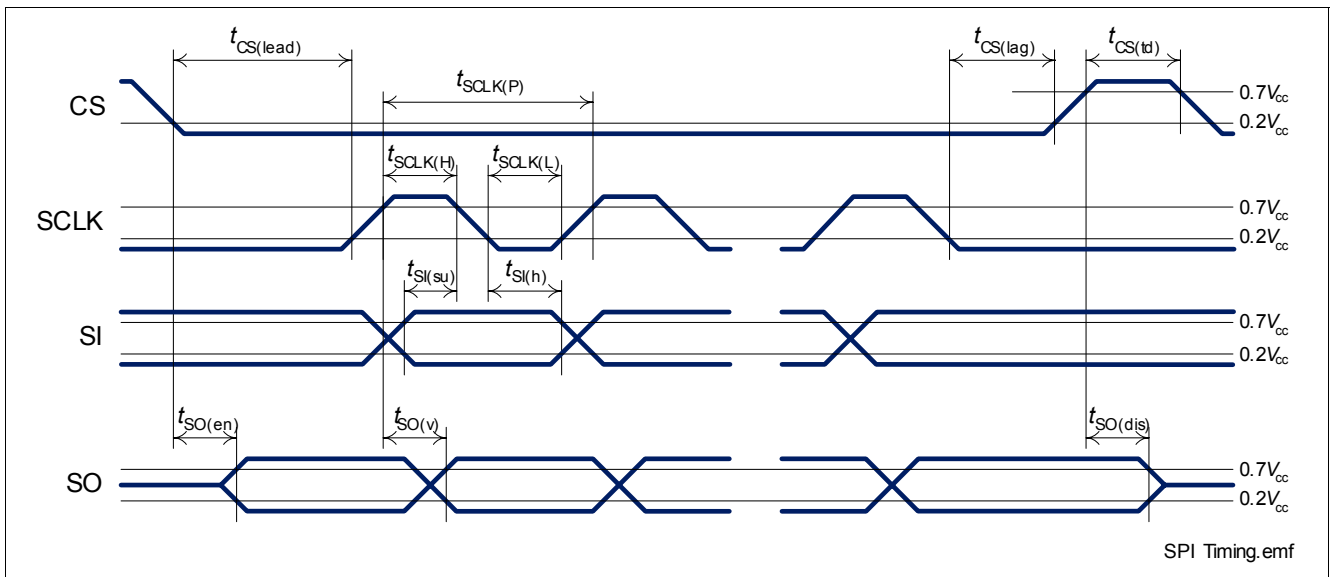 tCS(lead)
tCS(lag)
tCS(td)
tSCLK(P)
CS
0.7Vcc
0.2Vcc
tSCLK(H)
tSCLK(L)
SCLK
0.7Vcc
0.2Vcc
tSI(su)
tSI(h)
SI
0.7Vcc
0.2Vcc
tSO(en)
tSO(v)
tSO(dis)
SO
0.7Vcc
0.2Vcc
SPI Timing.emf